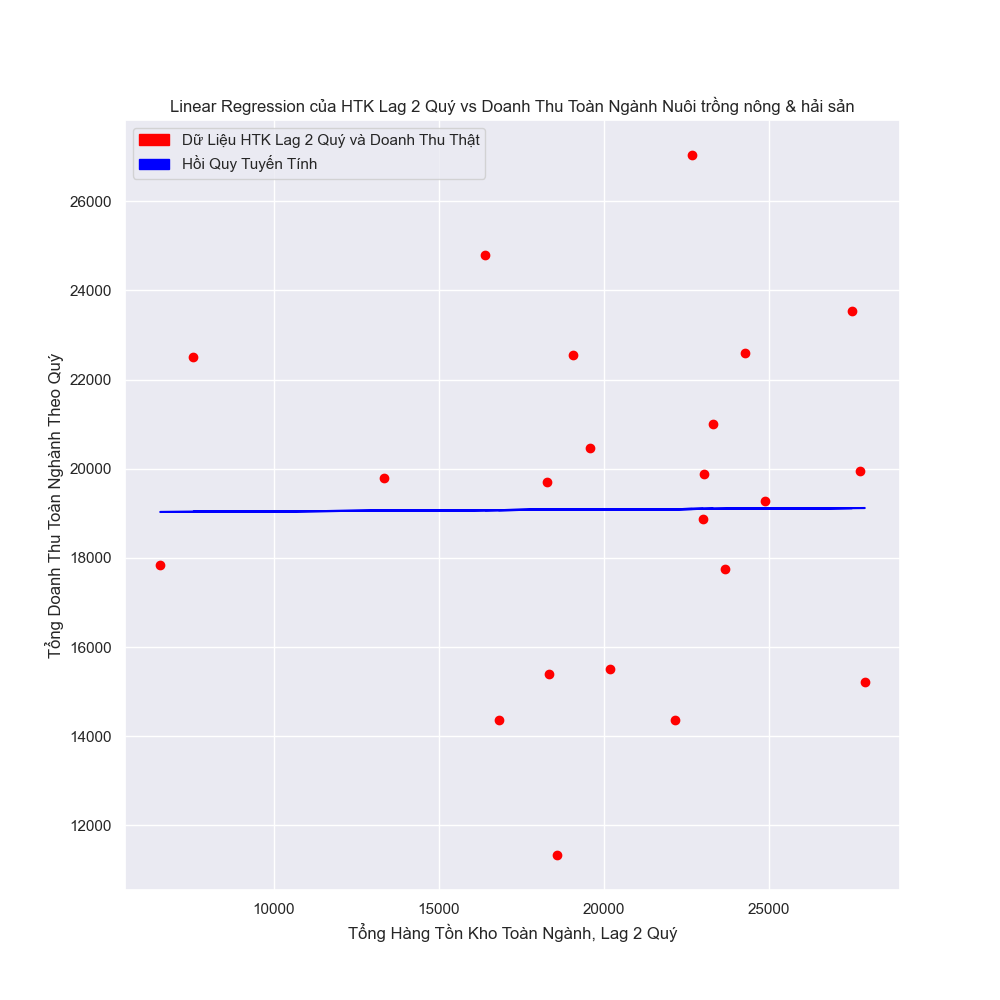 Linear Regression của HTK Lag 2 Quý vs Doanh Thu Toàn Ngành Nuôi trồng nông & hải sản
Dữ Liệu HTK Lag 2 Quý và Doanh Thu Thật
Hồi Quy Tuyến Tính
Tổng Doanh Thu Toàn Nghành Theo Quý
26000
24000
22000
20000
18000
16000
14000
12000
10000
15000
20000
25000
Tổng Hàng Tồn Kho Toàn Ngành, Lag 2 Quý